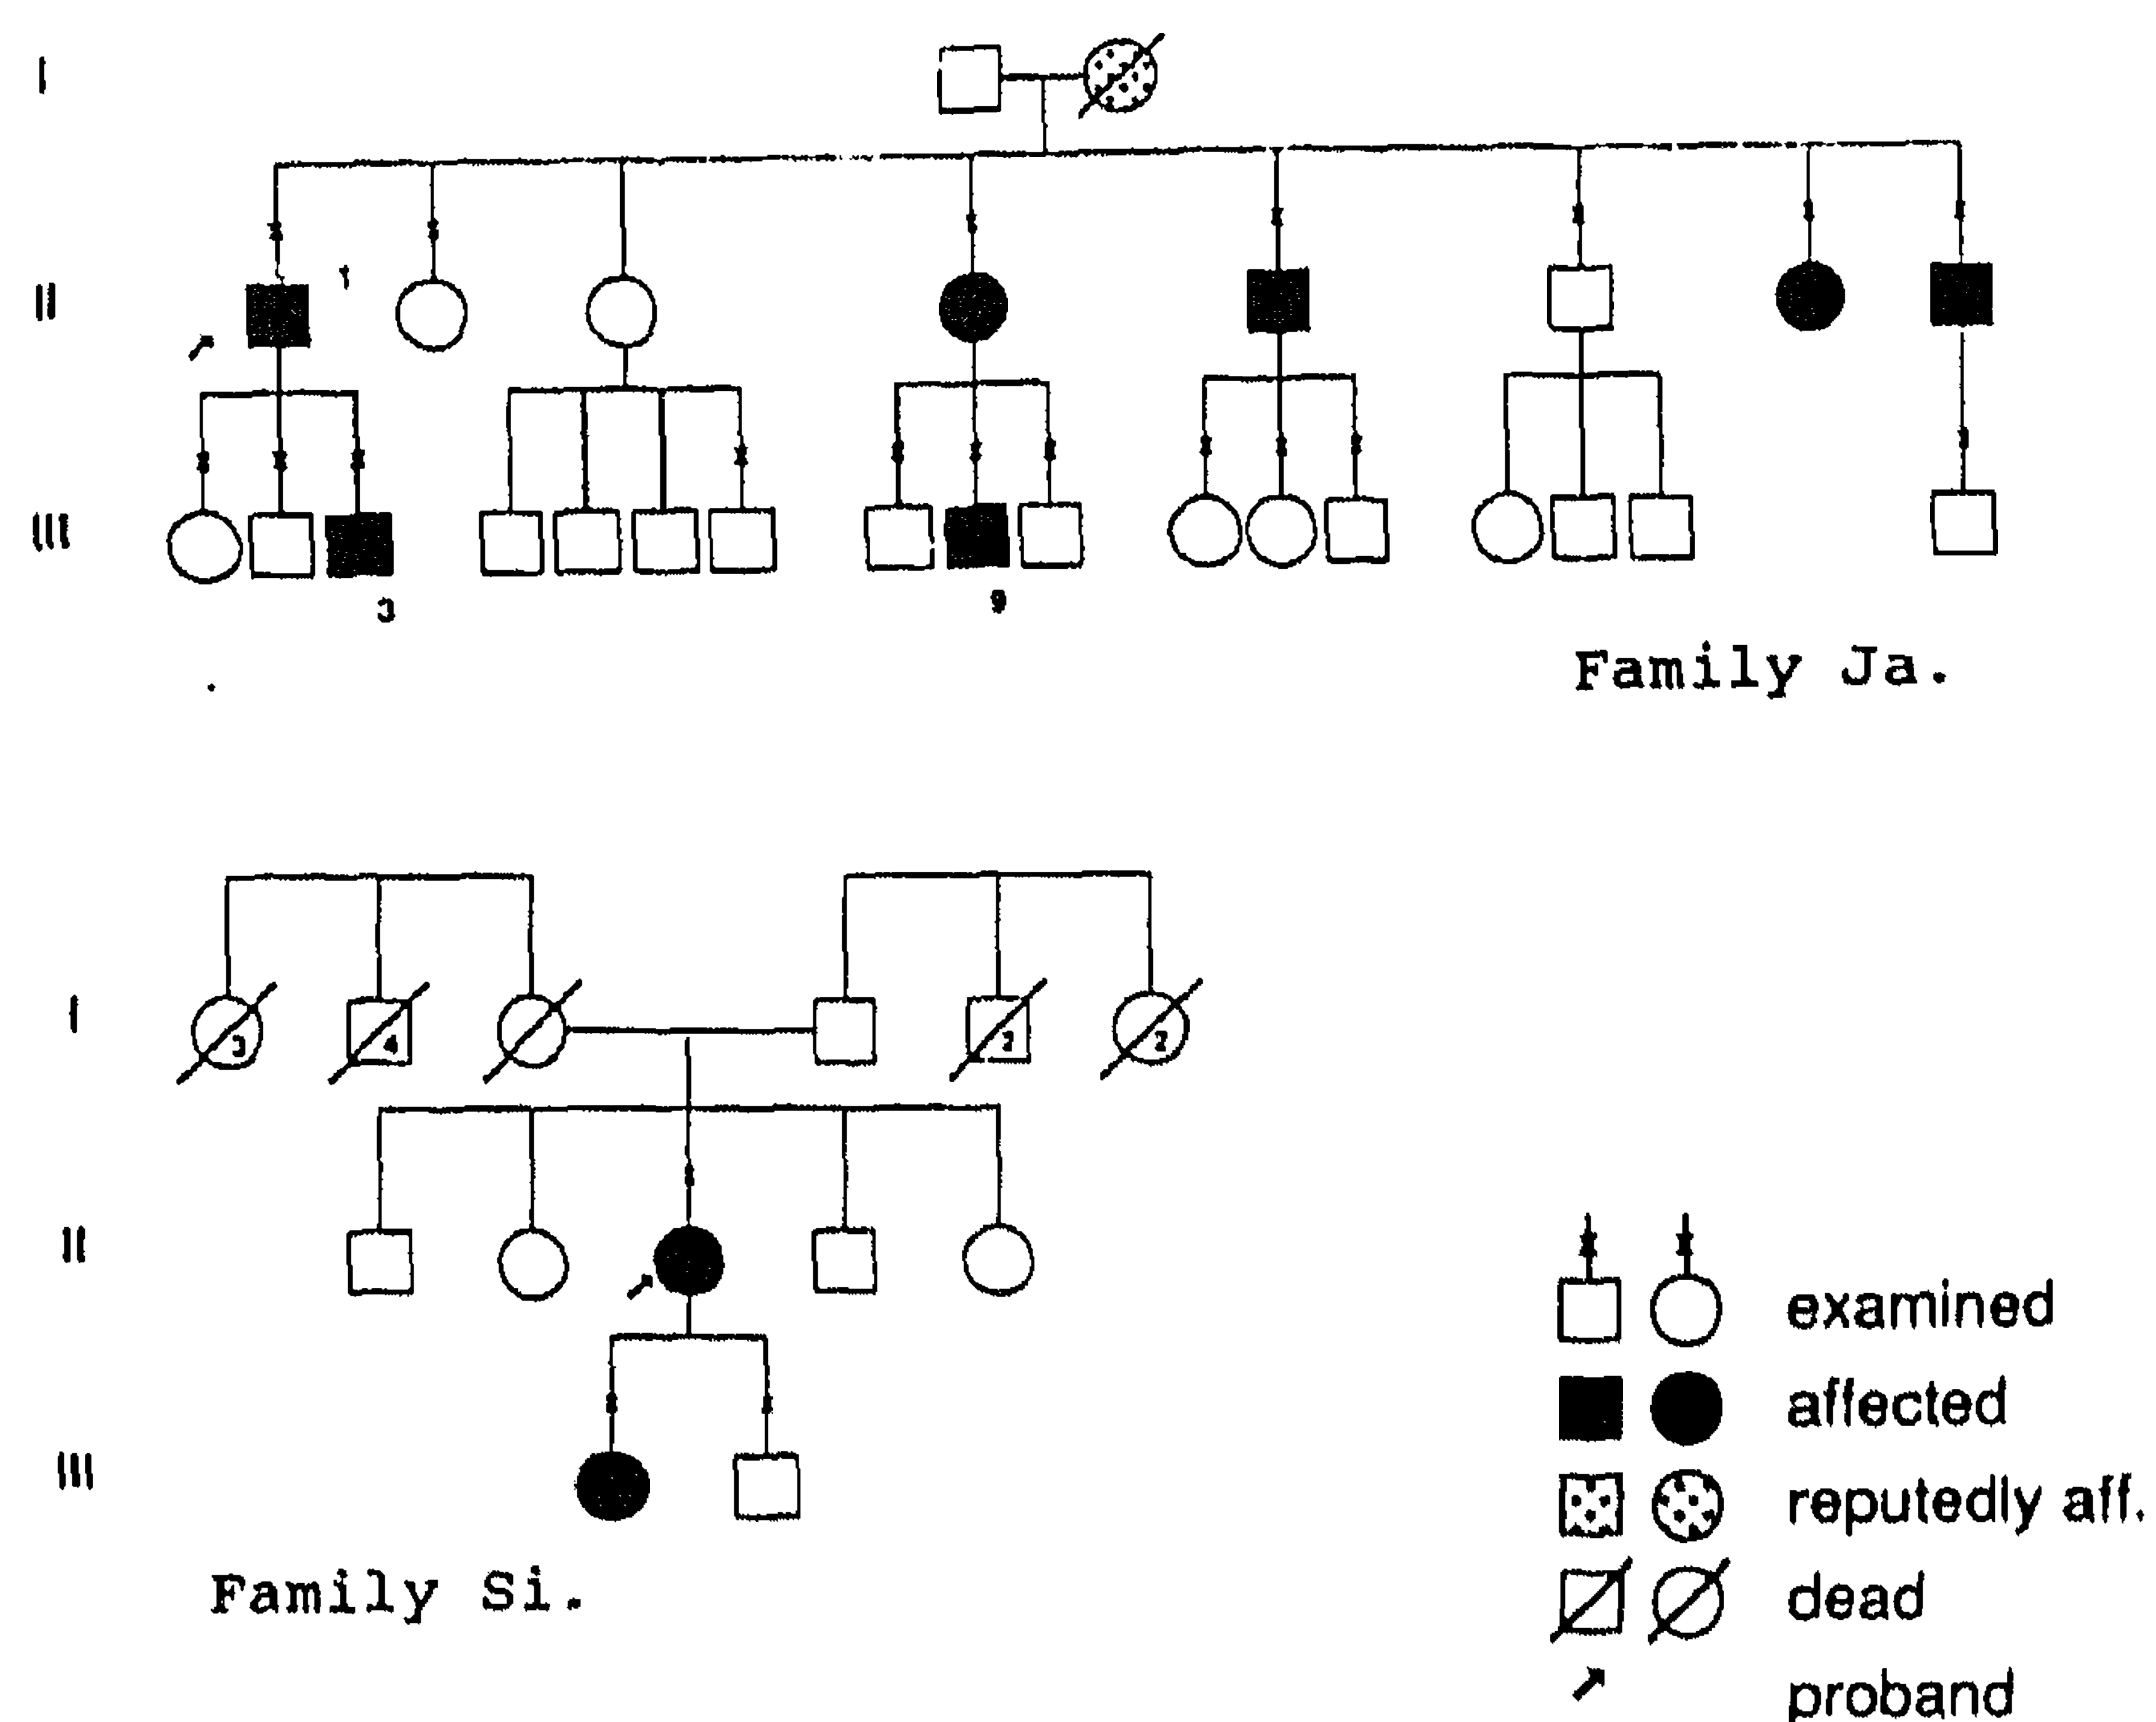 I
1
II
III
3
9
Family Ja.
I
3 4 2 2
II
III
Family Si.
examined
affected
reputedly aff.
dead
proband